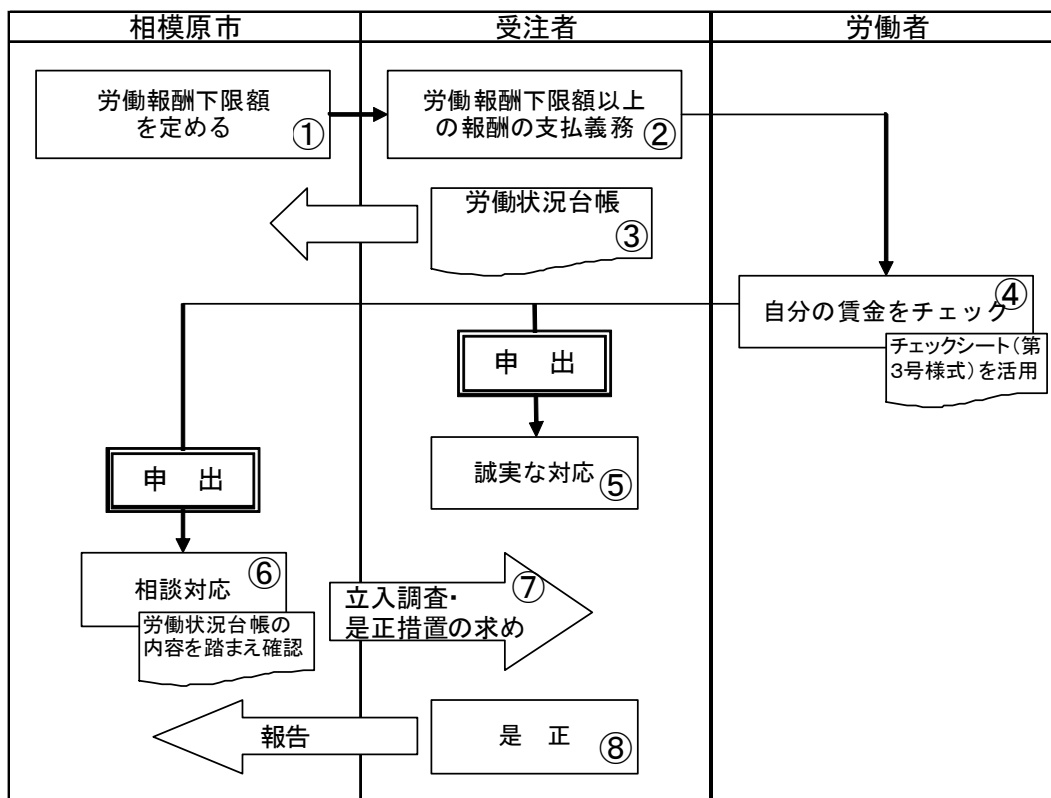 相模原市
受注者
労働者
労働報酬下限額
を定める
①
労働報酬下限額以上
の報酬の支払義務
②
労働状況台帳
③
④
自分の賃金をチェック
チェックシート(第
3号様式)を活用
申　出
誠実な対応
⑤
申　出
⑥
相談対応
労働状況台帳の
内容を踏まえ確認
⑦
立入調査・
是正措置の求め
報告
是　正
⑧